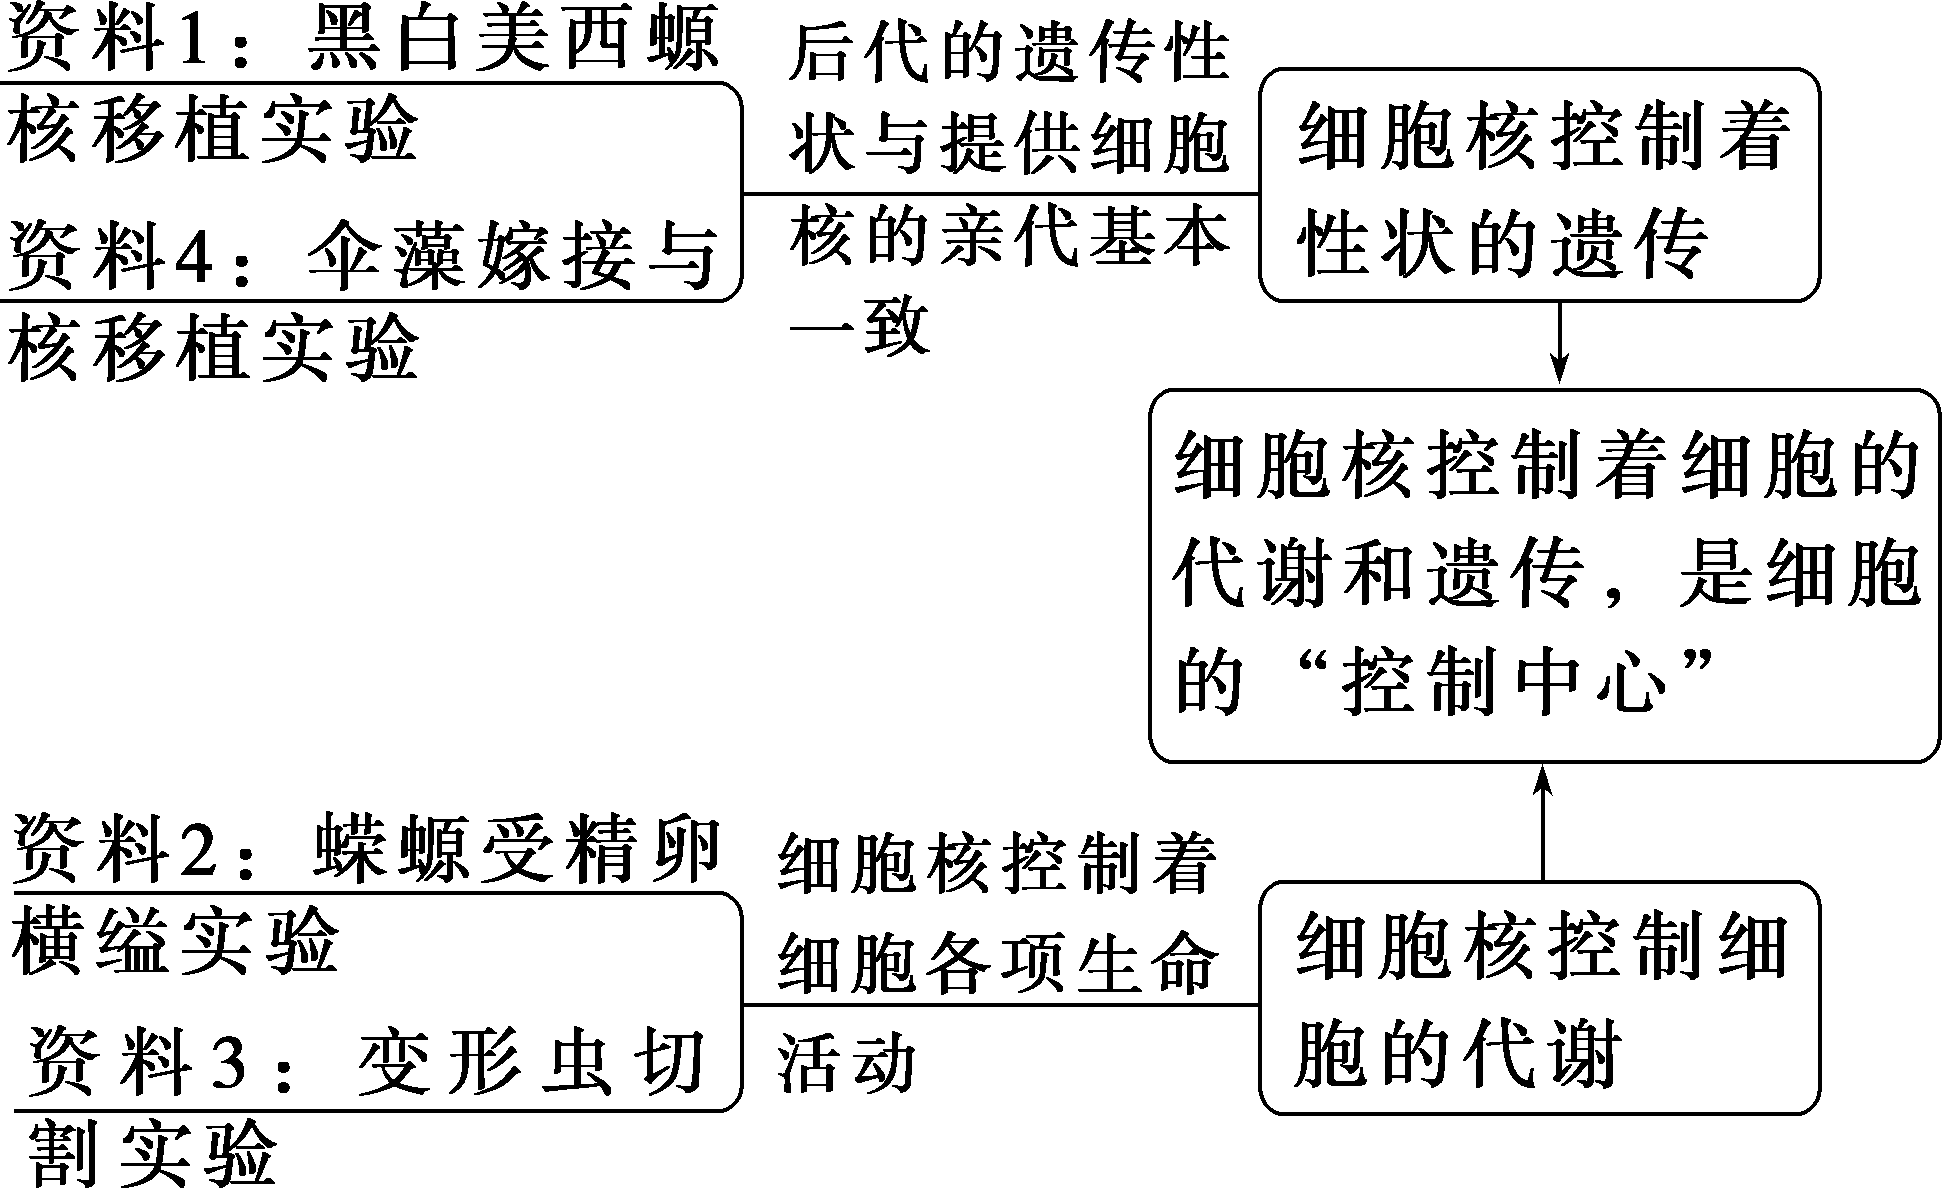 资料1：黑白美西螈
核移植实验
资料4：伞藻嫁接与
核移植实验
后代的遗传性
状与提供细胞
核的亲代基本
一致
细胞核控制着
性状的遗传
细胞核控制着细胞的
代谢和遗传，是细胞
的“控制中心”
资料2：蝾螈受精卵
横缢实验
资料3：变形虫切
割实验
细胞核控制着
细胞各项生命
活动
细胞核控制细
胞的代谢